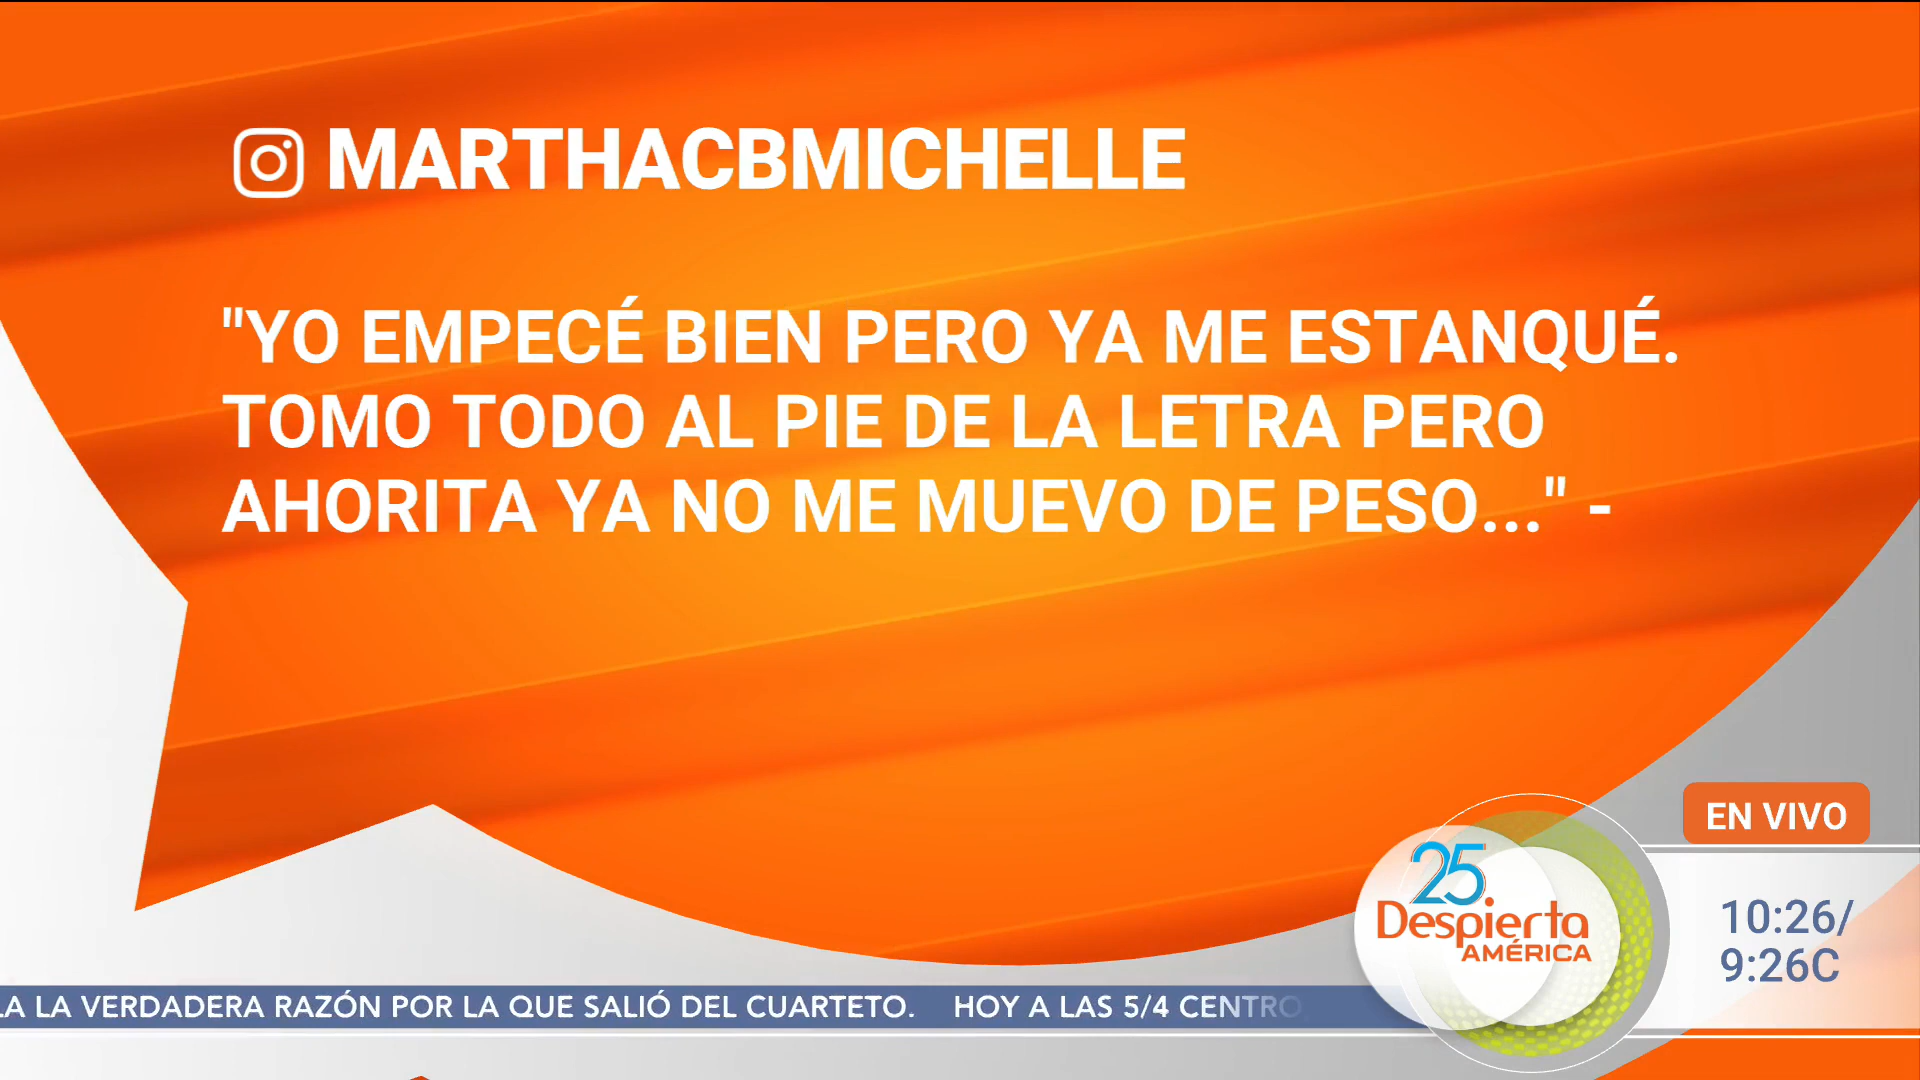 MARTHACBMICHELLE
"YO EMPECÉ BIEN PERO YA ME ESTANQUÉ.
TOMO TODO AL PIE DE LA LETRA PERO
AHORITA YA NO ME MUEVO DE PESO..." -
EN VIVO
25
Despierta
AMÉRICA
10:26/
9:26C
LA VERDADERA RAZÓN POR LA QUE SALIÓ DEL CUARTETO. HOY A LAS 5/4 CENTRO.